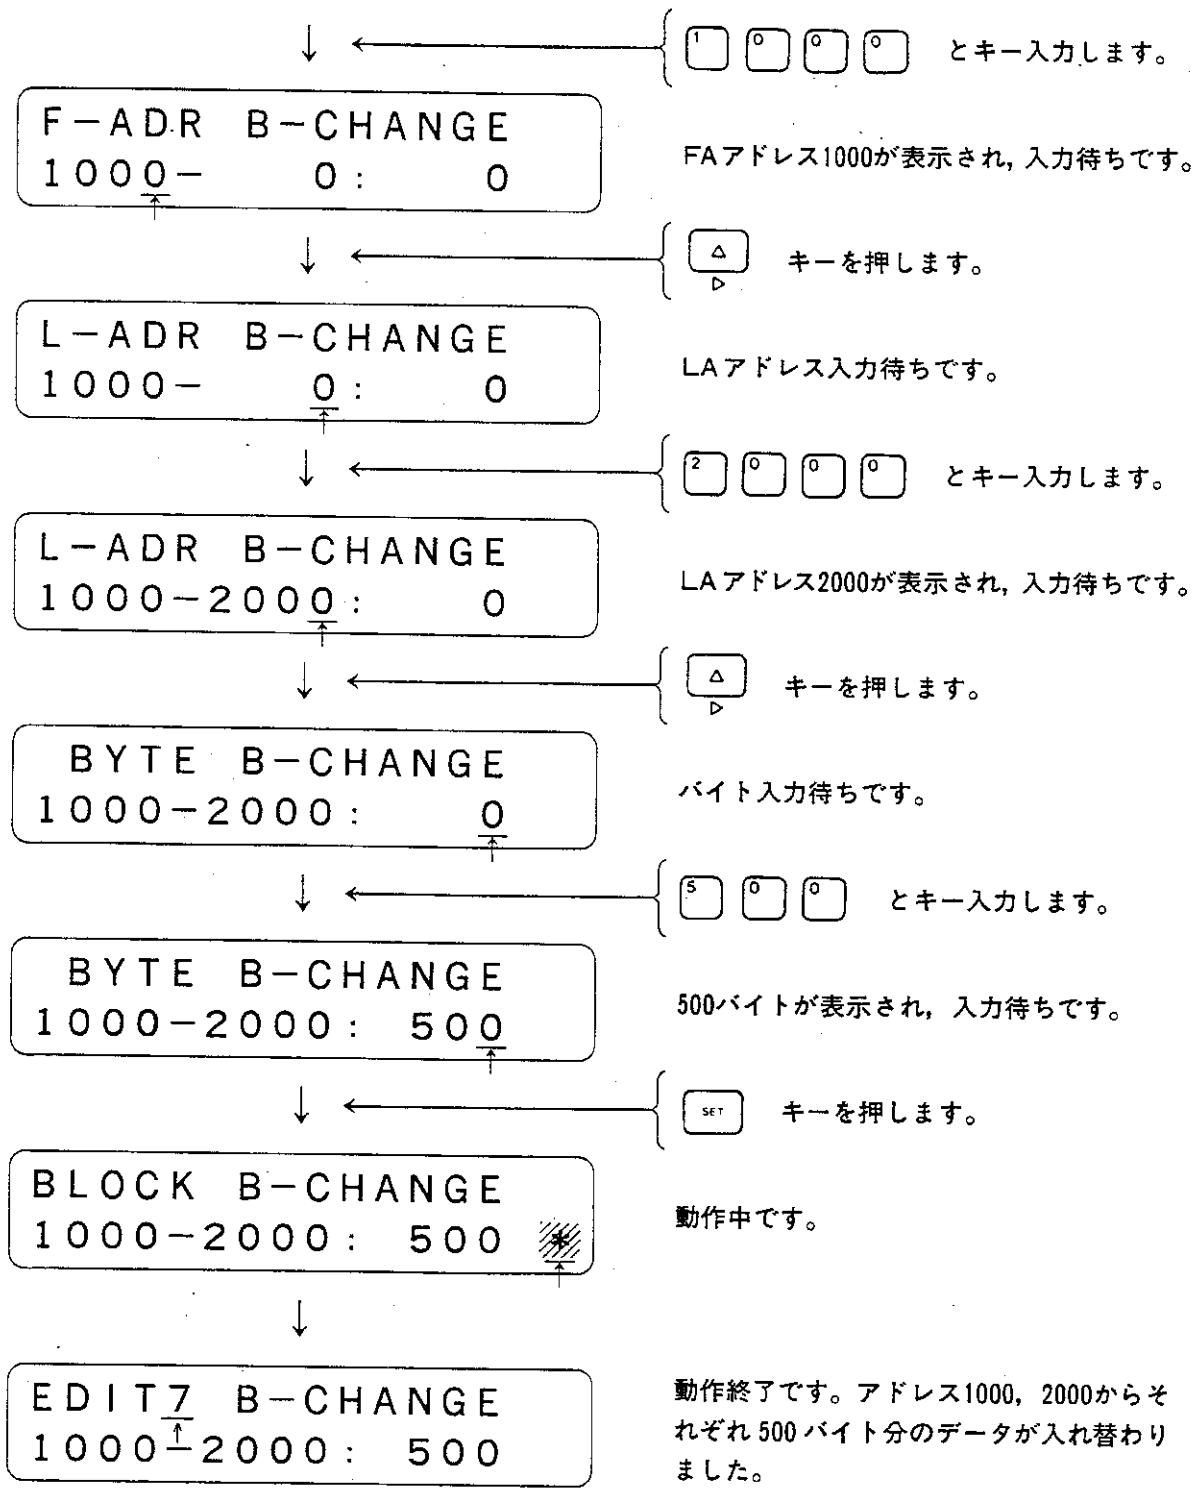 1 0 0 0 とキー入力します。
F-ADR B-CHANGE
1000- 0: 0
FAアドレス1000が表示され, 入力待ちです。
△
▷
キーを押します。
L-ADR B-CHANGE
1000- 0: 0
LAアドレス入力待ちです。
2 0 0 0 とキー入力します。
L-ADR B-CHANGE
1000-2000: 0
LAアドレス2000が表示され, 入力待ちです。
△
▷
キーを押します。
BYTE B-CHANGE
1000-2000: 0
バイト入力待ちです。
5 0 0 とキー入力します。
BYTE B-CHANGE
1000-2000: 500
500バイトが表示され, 入力待ちです。
SET キーを押します。
BLOCK B-CHANGE
1000-2000: 500 *
動作中です。
EDIT7 B-CHANGE
1000-2000: 500
動作終了です。アドレス1000, 2000からそ
れぞれ500バイト分のデータが入れ替わり
ました。